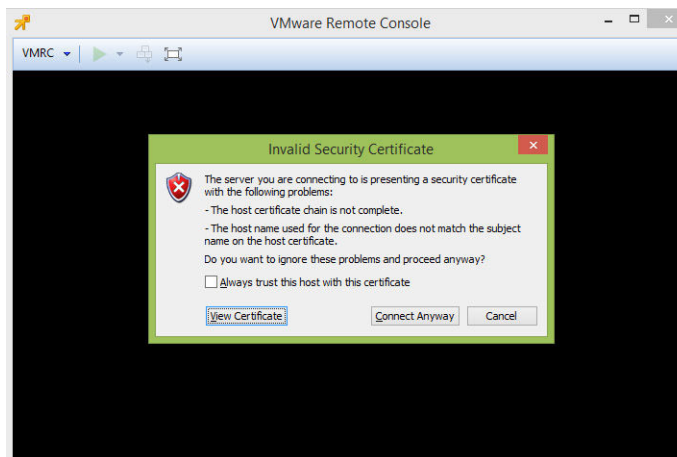 VMware Remote Console
VMRC
Invalid Security Certificate
The server you are connecting to is presenting a security certificate
with the following problems:
- The host certificate chain is not complete.
- The host name used for the connection does not match the subject
name on the host certificate.
Do you want to ignore these problems and proceed anyway?
Always trust this host with this certificate
View Certificate
Connect Anyway
Cancel